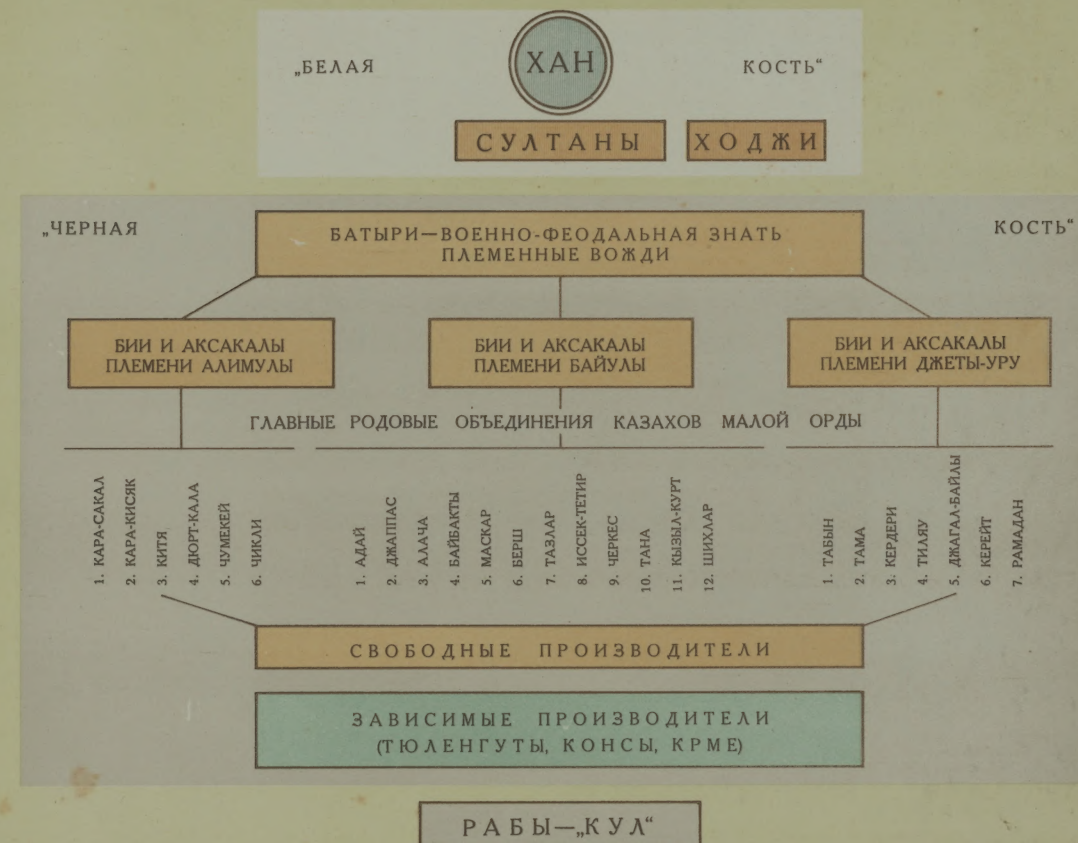 „БЕЛАЯ
ХАН
КОСТЬ“
СУЛТАНЫ
ХОДЖИ
„ЧЕРНАЯ
КОСТЬ“
БАТЫРИ—ВОЕННО-ФЕОДАЛЬНАЯ ЗНАТЬ
ПЛЕМЕННЫЕ ВОЖДИ
БИИ И АКСАКАЛЫ
ПЛЕМЕНИ АЛИМУЛЫ
БИИ И АКСАКАЛЫ
ПЛЕМЕНИ БАЙУЛЫ
БИИ И АКСАКАЛЫ
ПЛЕМЕНИ ДЖЕТЫ-УРУ
ГЛАВНЫЕ РОДОВЫЕ ОБЪЕДИНЕНИЯ КАЗАХОВ МАЛОЙ ОРДЫ
1. КАРА-САКАЛ
2. КАРА-КИСЯК
3. КИТЯ
4. ДЮРТ-КАЛА
5. ЧУМЕКЕЙ
6. ЧИКЛИ
1. АДАЙ
2. ДЖАППАС
3. АЛАЧА
4. БАЙБАКТЫ
5. МАСКАР
6. БЕРШ
7. ТАЗЛАР
8. ИССЕК-ТЕТИР
9. ЧЕРКЕС
10. ТАНА
11. КЫЗЫЛ-КУРТ
12. ШИХЛАР
1. ТАБЫН
2. ТАМА
3. КЕРДЕРИ
4. ТИЛЯУ
5. ДЖАГАЛ-БАЙЛЫ
6. КЕРЕЙТ
7. РАМАДАН
СВОБОДНЫЕ ПРОИЗВОДИТЕЛИ
ЗАВИСИМЫЕ ПРОИЗВОДИТЕЛИ
(ТЮЛЕНГУТЫ, КОНСЫ, КРМЕ)
РАБЫ—„КУЛ“